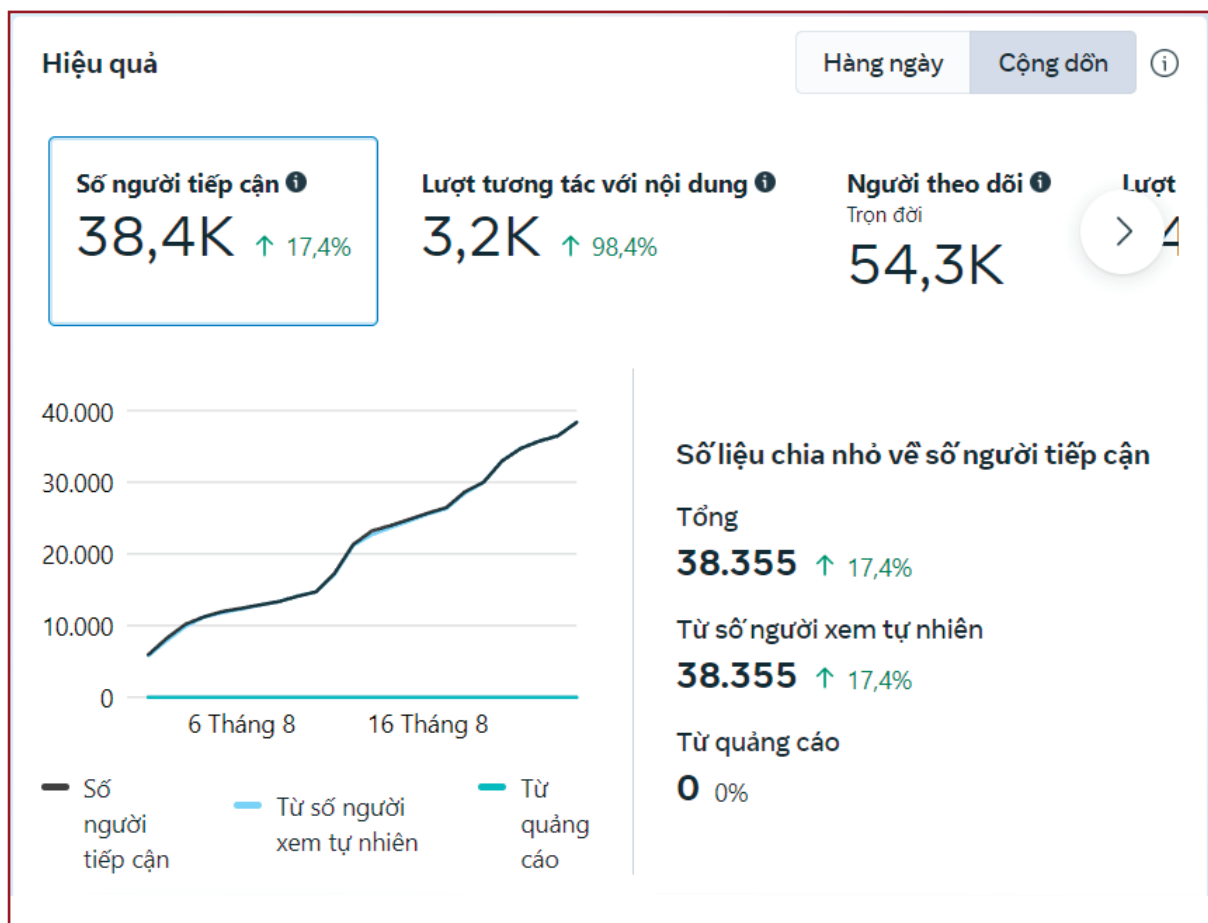 Hiệu quả
Hàng ngày
Cộng dồn
Số người tiếp cận
38,4K ↑ 17,4%
Lượt tương tác với nội dung
3,2K ↑ 98,4%
Người theo dõi
Trọn đời
54,3K
Lượt
40.000
30.000
20.000
10.000
0
6 Tháng 8
16 Tháng 8
Số
người
tiếp cận
Từ số người
xem tự nhiên
Từ
quảng
cáo
Số liệu chia nhỏ về số người tiếp cận
Tổng
38.355 ↑ 17,4%
Từ số người xem tự nhiên
38.355 ↑ 17,4%
Từ quảng cáo
0 0%